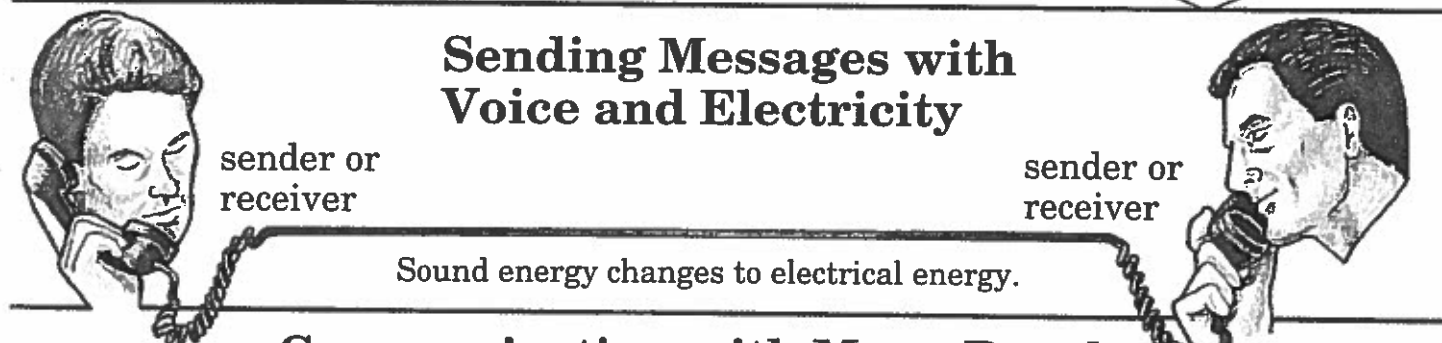 Sending Messages with
Voice and Electricity
sender or
receiver
sender or
receiver
Sound energy changes to electrical energy.